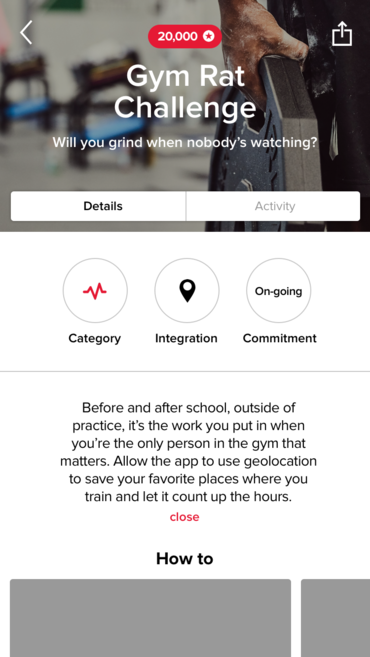 20,000
Gym Rat
Challenge
Will you grind when nobody's watching?
Details
Activity
On-going
Category
Integration
Commitment
Before and after school, outside of
practice, it's the work you put in when
you're the only person in the gym that
matters. Allow the app to use geolocation
to save your favorite places where you
train and let it count up the hours.
close
How to